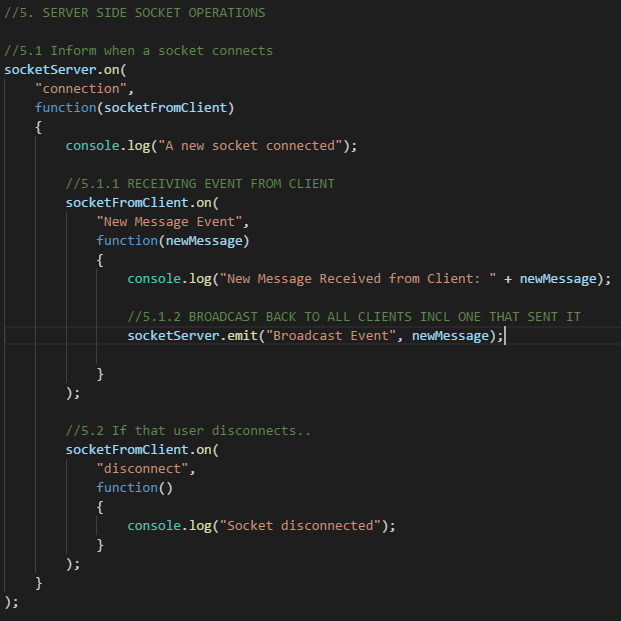 //5. SERVER SIDE SOCKET OPERATIONS
//5.1 Inform when a socket connects
socketServer.on(
"connection",
function(socketFromClient)
{
console.log("A new socket connected");
//5.1.1 RECEIVING EVENT FROM CLIENT
socketFromClient.on(
"New Message Event",
function(newMessage)
{
console.log("New Message Received from Client: " + newMessage);
//5.1.2 BROADCAST BACK TO ALL CLIENTS INCL ONE THAT SENT IT
socketServer.emit("Broadcast Event", newMessage);
}
);
//5.2 If that user disconnects..
socketFromClient.on(
"disconnect",
function()
{
console.log("Socket disconnected");
}
);
}
);